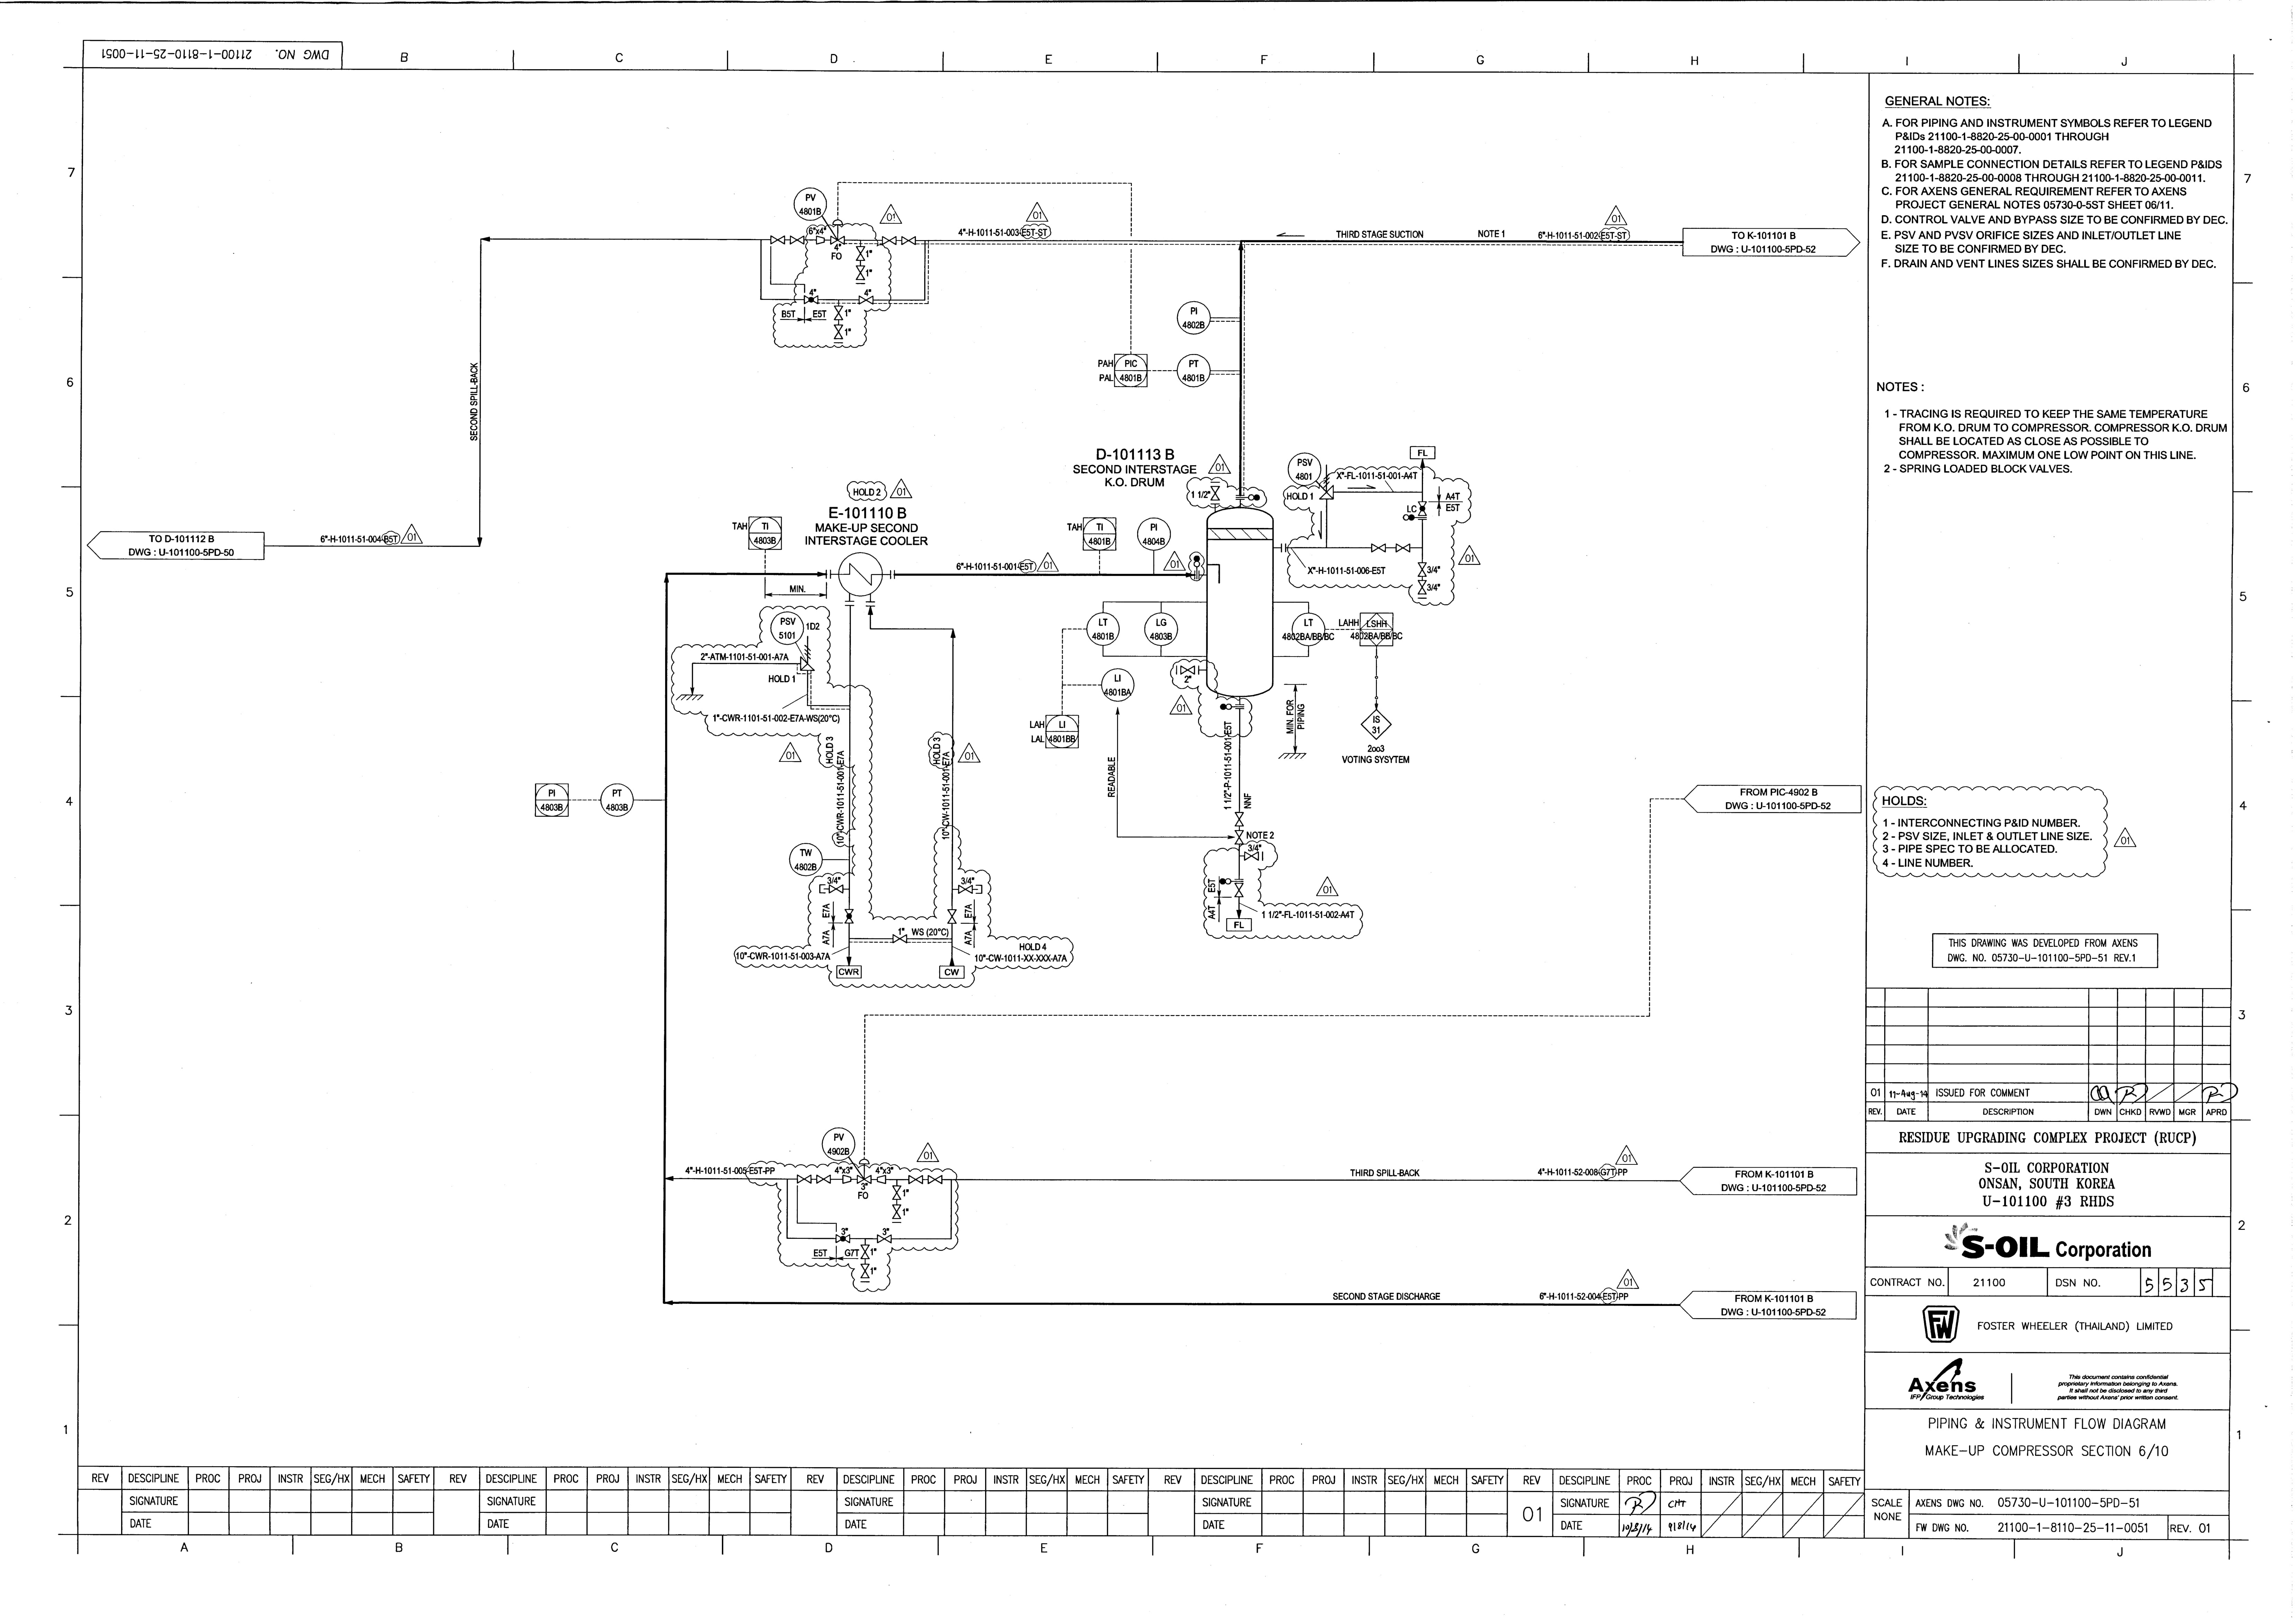 DWG NO. 21100-1-8110-25-11-0051
B
C
D
E
F
G
H
I
J
7
6
5
4
3
2
1
GENERAL NOTES:
A. FOR PIPING AND INSTRUMENT SYMBOLS REFER TO LEGEND
P&IDs 21100-1-8820-25-00-0001 THROUGH
21100-1-8820-25-00-0007.
B. FOR SAMPLE CONNECTION DETAILS REFER TO LEGEND P&IDS
21100-1-8820-25-00-0008 THROUGH 21100-1-8820-25-00-0011.
C. FOR AXENS GENERAL REQUIREMENT REFER TO AXENS
PROJECT GENERAL NOTES 05730-0-5ST SHEET 06/11.
D. CONTROL VALVE AND BYPASS SIZE TO BE CONFIRMED BY DEC.
E. PSV AND PVSV ORIFICE SIZES AND INLET/OUTLET LINE
SIZE TO BE CONFIRMED BY DEC.
F. DRAIN AND VENT LINES SIZES SHALL BE CONFIRMED BY DEC.
NOTES :
1 - TRACING IS REQUIRED TO KEEP THE SAME TEMPERATURE
FROM K.O. DRUM TO COMPRESSOR. COMPRESSOR K.O. DRUM
SHALL BE LOCATED AS CLOSE AS POSSIBLE TO
COMPRESSOR. MAXIMUM ONE LOW POINT ON THIS LINE.
2 - SPRING LOADED BLOCK VALVES.
HOLDS:
1 - INTERCONNECTING P&ID NUMBER.
2 - PSV SIZE, INLET & OUTLET LINE SIZE.
3 - PIPE SPEC TO BE ALLOCATED.
4 - LINE NUMBER.
01
PV
4801B
01
6"x4"
4"
FO
1"
1"
4"
4"
B5T
E5T
1"
1"
4"-H-1011-51-003-E5T-ST
01
THIRD STAGE SUCTION
NOTE 1
6"-H-1011-51-002-E5T-ST
01
TO K-101101 B
DWG : U-101100-5PD-52
PI
4802B
PAH
PAL
PIC
4801B
PT
4801B
SECOND SPILL-BACK
TO D-101112 B
DWG : U-101100-5PD-50
6"-H-1011-51-004-B5T
01
HOLD 2
01
E-101110 B
MAKE-UP SECOND
INTERSTAGE COOLER
TAH
TI
4803B
MIN.
D-101113 B
SECOND INTERSTAGE
K.O. DRUM
01
1 1/2"
TAH
TI
4801B
PI
4804B
6"-H-1011-51-001-E5T
01
01
PSV
4801
HOLD 1
X"-FL-1011-51-001-A4T
FL
LC
A4T
E5T
X"-H-1011-51-006-E5T
3/4"
3/4"
01
LT
4801B
LG
4803B
LT
4802BA/BB/BC
LAHH
LSHH
4802BA/BB/BC
IS
31
2oo3
VOTING SYSYTEM
LI
4801BA
LAH
LAL
LI
4801BB
READABLE
2"
01
MIN. FOR
PIPING
1 1/2"-P-1011-51-001-E5T
NNF
NOTE 2
3/4"
E5T
A4T
01
1 1/2"-FL-1011-51-002-A4T
FL
PSV
5101
1D2
2"-ATM-1101-51-001-A7A
HOLD 1
1"-CWR-1101-51-002-E7A-WS(20°C)
01
HOLD 3
10"-CWR-1011-51-001-E7A
HOLD 3
01
10"-CW-1011-51-001-E7A
PI
4803B
PT
4803B
TW
4802B
3/4"
3/4"
E7A
A7A
E7A
A7A
1"
WS (20°C)
HOLD 4
10"-CWR-1011-51-003-A7A
10"-CW-1011-XX-XXX-A7A
CWR
CW
FROM PIC-4902 B
DWG : U-101100-5PD-52
PV
4902B
01
4"-H-1011-51-005-E5T-PP
4"x3"
4"x3"
3"
FO
1"
1"
3"
3"
E5T
G7T
1"
1"
THIRD SPILL-BACK
4"-H-1011-52-008-G7T-PP
01
FROM K-101101 B
DWG : U-101100-5PD-52
SECOND STAGE DISCHARGE
6"-H-1011-52-004-E5T-PP
01
FROM K-101101 B
DWG : U-101100-5PD-52
THIS DRAWING WAS DEVELOPED FROM AXENS
DWG. NO. 05730-U-101100-5PD-51 REV.1
01 11-Aug-14 ISSUED FOR COMMENT
REV. DATE DESCRIPTION DWN CHKD RVWD MGR APRD
RESIDUE UPGRADING COMPLEX PROJECT (RUCP)
S-OIL CORPORATION
ONSAN, SOUTH KOREA
U-101100 #3 RHDS
S-OIL Corporation
CONTRACT NO. 21100 DSN NO. 5 5 3 5
FW FOSTER WHEELER (THAILAND) LIMITED
Axens
IFP Group Technologies
This document contains confidential
proprietary information belonging to Axens.
It shall not be disclosed to any third
parties without Axens' prior written consent.
PIPING & INSTRUMENT FLOW DIAGRAM
MAKE-UP COMPRESSOR SECTION 6/10
SCALE NONE
AXENS DWG NO. 05730-U-101100-5PD-51
FW DWG NO. 21100-1-8110-25-11-0051 REV. 01
REV DESCIPLINE PROC PROJ INSTR SEG/HX MECH SAFETY REV DESCIPLINE PROC PROJ INSTR SEG/HX MECH SAFETY REV DESCIPLINE PROC PROJ INSTR SEG/HX MECH SAFETY REV DESCIPLINE PROC PROJ INSTR SEG/HX MECH SAFETY REV DESCIPLINE PROC PROJ INSTR SEG/HX MECH SAFETY
SIGNATURE SIGNATURE SIGNATURE SIGNATURE 01 SIGNATURE CHT
DATE DATE DATE DATE DATE 10/8/14 9/8/14
A
B
C
D
E
F
G
H
I
J
7
6
5
4
3
2
1